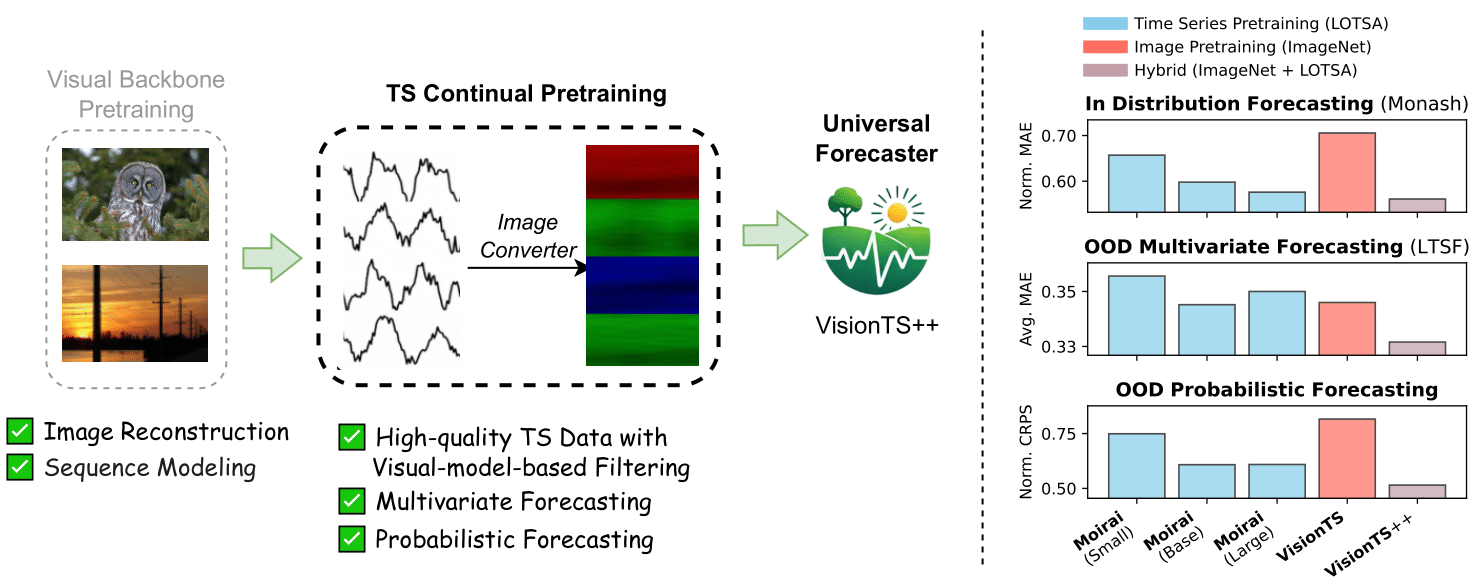 Visual Backbone
Pretraining
Image Reconstruction
Sequence Modeling
TS Continual Pretraining
Image
Converter
High-quality TS Data with
Visual-model-based Filtering
Multivariate Forecasting
Probabilistic Forecasting
Universal
Forecaster
VisionTS++
Time Series Pretraining (LOTSA)
Image Pretraining (ImageNet)
Hybrid (ImageNet + LOTSA)
In Distribution Forecasting (Monash)
Norm. MAE
0.70
0.60
OOD Multivariate Forecasting (LTSF)
Avg. MAE
0.35
0.33
OOD Probabilistic Forecasting
Norm. CRPS
0.75
0.50
Moirai
(Small)
Moirai
(Base)
Moirai
(Large)
VisionTS
VisionTS++